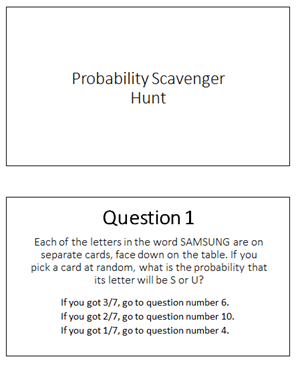 Probability Scavenger
Hunt
Question 1
Each of the letters in the word SAMSUNG are on
separate cards, face down on the table. If you
pick a card at random, what is the probability that
its letter will be S or U?
If you got 3/7, go to question number 6.
If you got 2/7, go to question number 10.
If you got 1/7, go to question number 4.